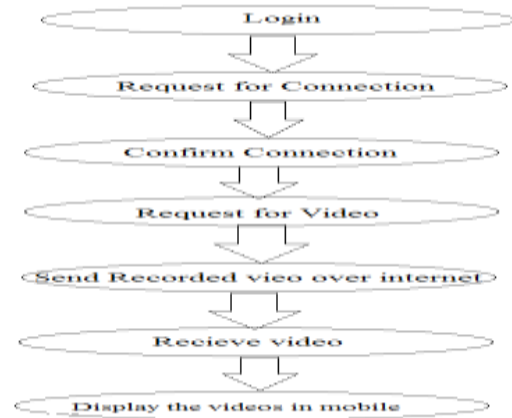 Login
Request for Connection
Confirm Connection
Request for Video
Send Recorded vieo over internet
Recieve video
Display the videos in mobile